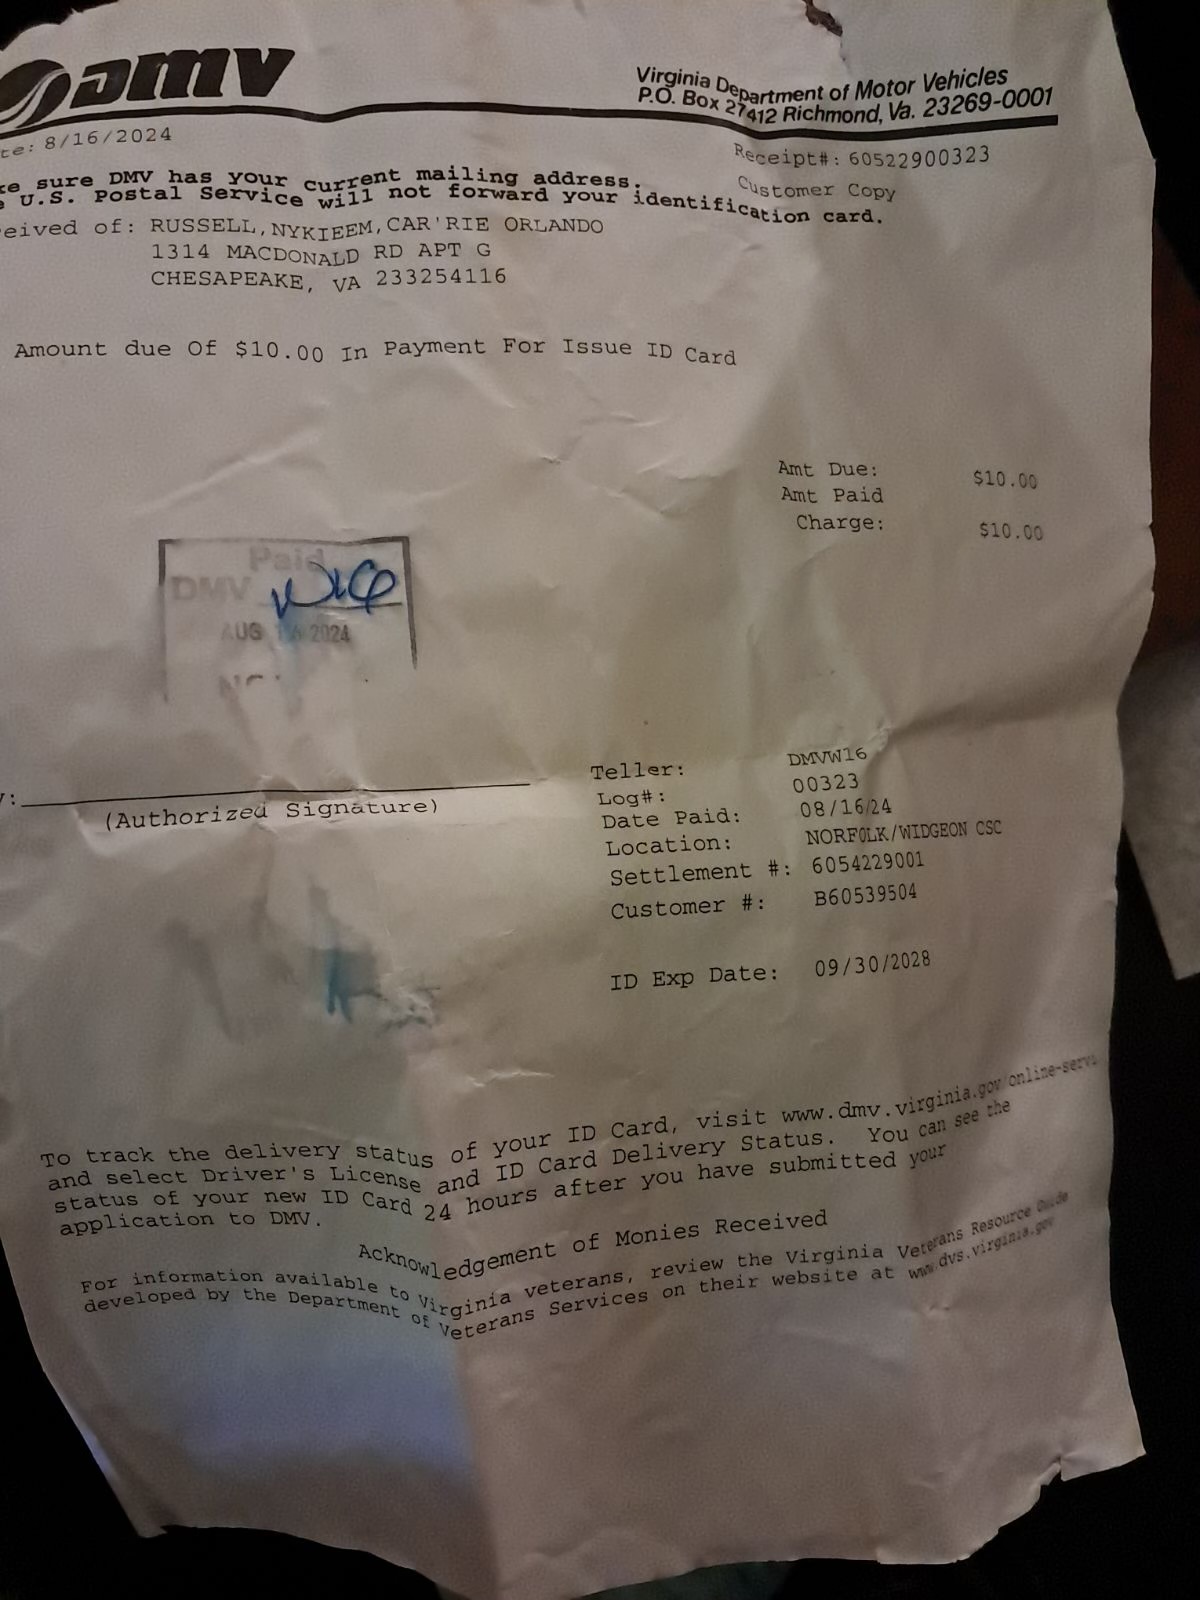 DMV
Virginia Department of Motor Vehicles
P.O. Box 27412 Richmond, Va. 23269-0001
te: 8/16/2024
Receipt#: 60522900323
Customer Copy
ke sure DMV has your current mailing address.
e U.S. Postal Service will not forward your identification card.
eived of: RUSSELL,NYKIEEM,CAR'RIE ORLANDO
1314 MACDONALD RD APT G
CHESAPEAKE, VA 233254116
Amount due Of $10.00 In Payment For Issue ID Card
Amt Due: $10.00
Amt Paid
Charge: $10.00
Paid
DMV W16
AUG 16 2024
y:
(Authorized Signature)
Teller: DMVW16
Log#: 00323
Date Paid: 08/16/24
Location: NORFOLK/WIDGEON CSC
Settlement #: 6054229001
Customer #: B60539504
ID Exp Date: 09/30/2028
To track the delivery status of your ID Card, visit www.dmv.virginia.gov/online-servi
and select Driver's License and ID Card Delivery Status. You can see the
status of your new ID Card 24 hours after you have submitted your
application to DMV.
Acknowledgement of Monies Received
For information available to Virginia veterans, review the Virginia Veterans Resource Guide
developed by the Department of Veterans Services on their website at www.dvs.virginia.gov